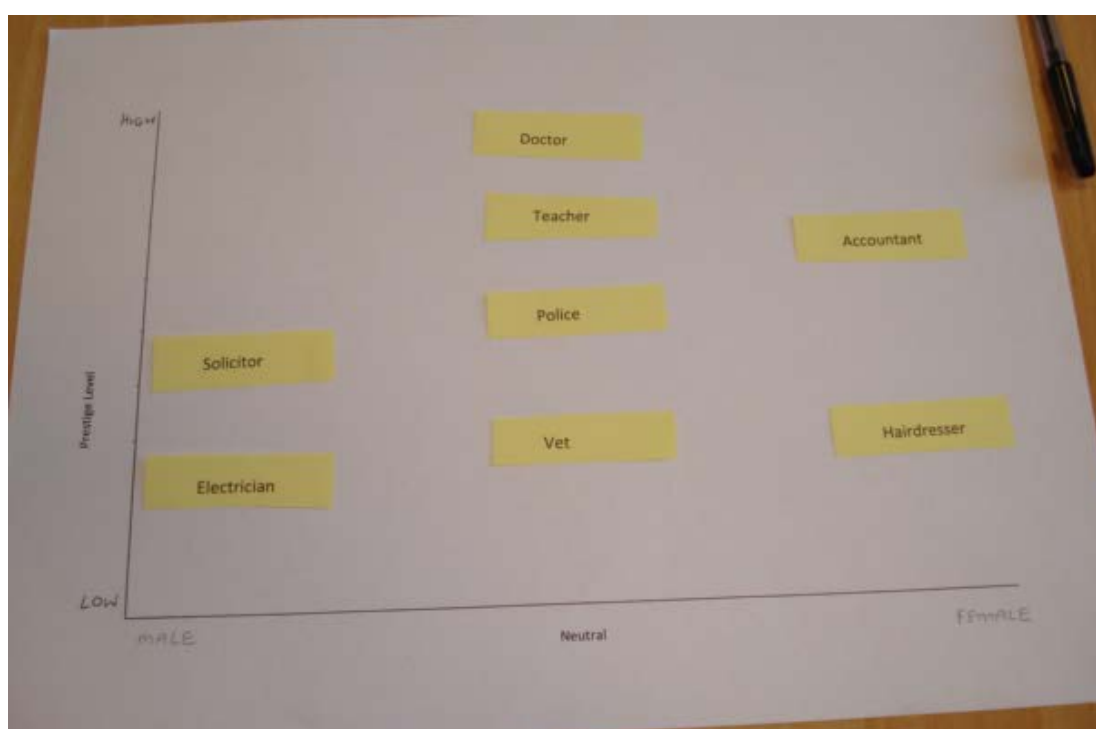 HIGH
Doctor
Teacher
Accountant
Police
Solicitor
Prestige Level
Vet
Hairdresser
Electrician
LOW
MALE
Neutral
FEMALE